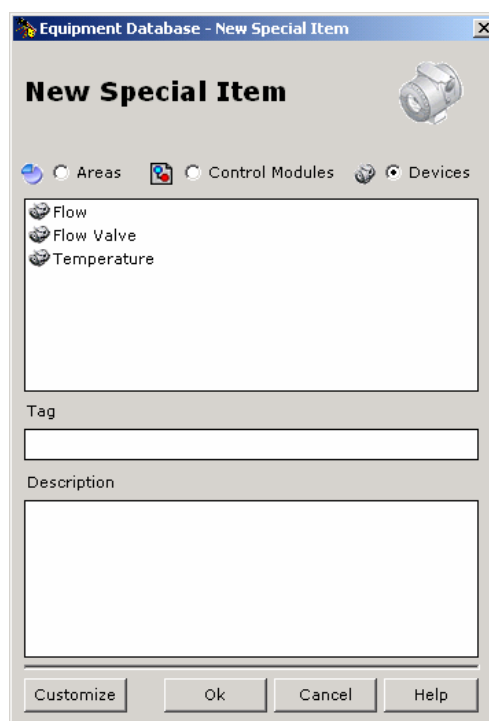 Equipment Database - New Special Item
New Special Item
Areas Control Modules Devices
Flow
Flow Valve
Temperature
Tag
Description
Customize Ok Cancel Help